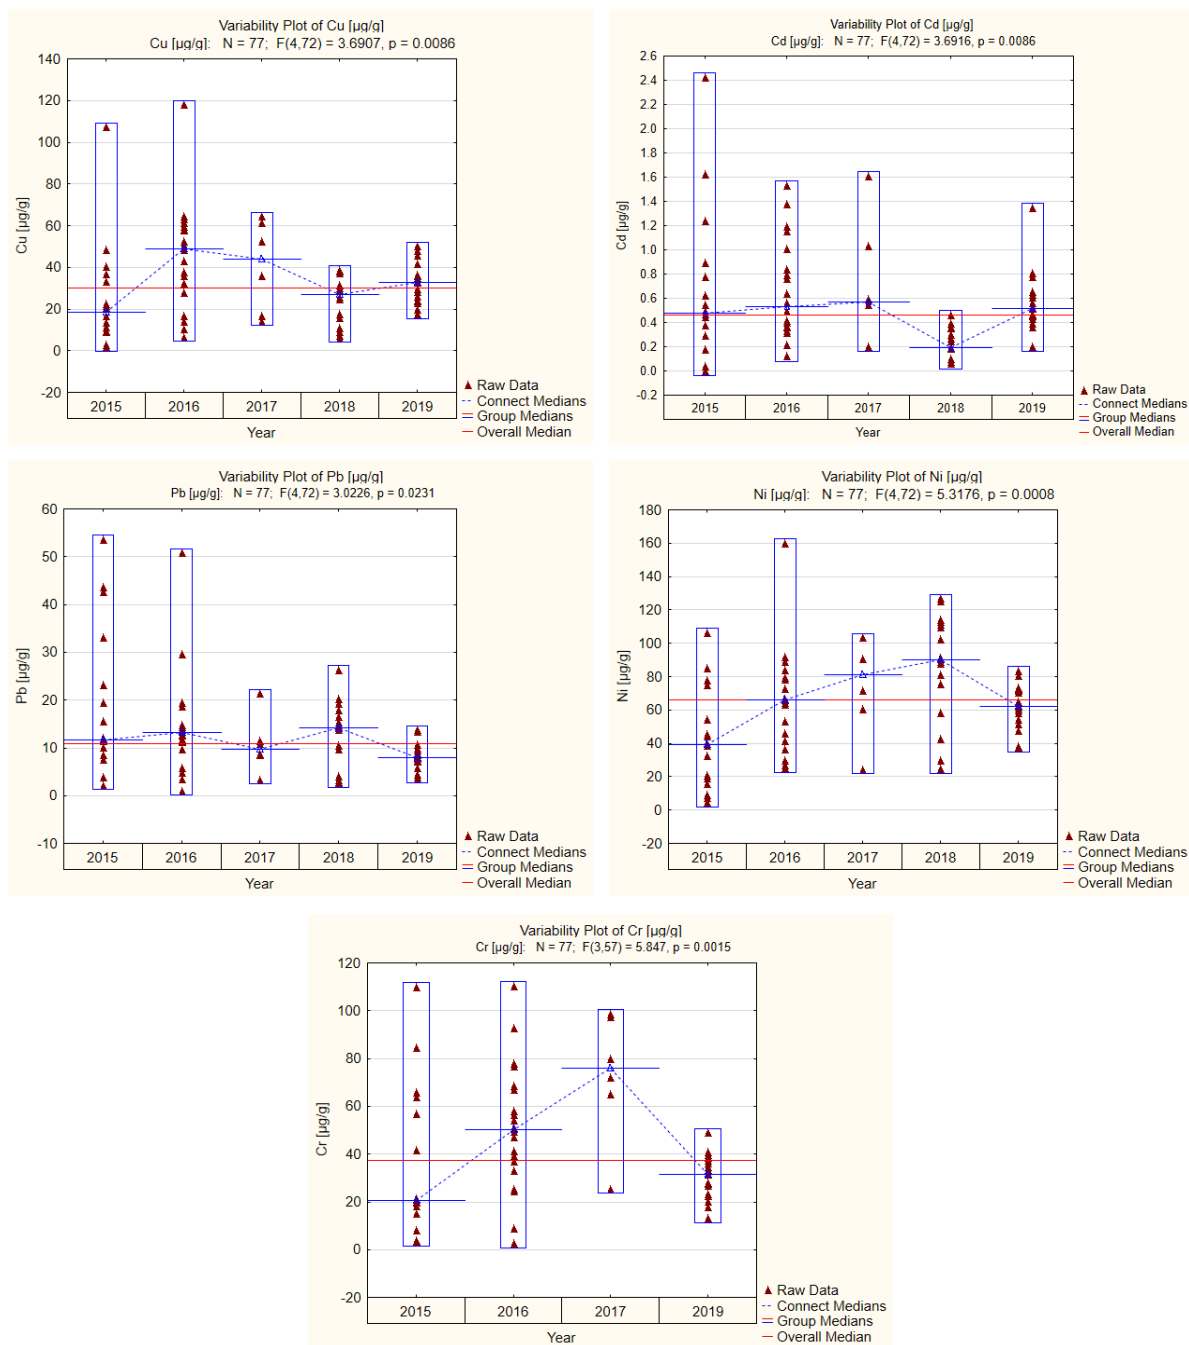 Variability Plot of Cu [µg/g]
Cu [µg/g]: N = 77; F(4,72) = 3.6907, p = 0.0086
140
120
100
80
60
40
20
0
-20
Cu [µg/g]
2015 2016 2017 2018 2019
Year
Raw Data
Connect Medians
Group Medians
Overall Median
Variability Plot of Cd [µg/g]
Cd [µg/g]: N = 77; F(4,72) = 3.6916, p = 0.0086
2.6
2.4
2.2
2.0
1.8
1.6
1.4
1.2
1.0
0.8
0.6
0.4
0.2
0.0
-0.2
Cd [µg/g]
2015 2016 2017 2018 2019
Year
Raw Data
Connect Medians
Group Medians
Overall Median
Variability Plot of Pb [µg/g]
Pb [µg/g]: N = 77; F(4,72) = 3.0226, p = 0.0231
60
50
40
30
20
10
0
-10
Pb [µg/g]
2015 2016 2017 2018 2019
Year
Raw Data
Connect Medians
Group Medians
Overall Median
Variability Plot of Ni [µg/g]
Ni [µg/g]: N = 77; F(4,72) = 5.3176, p = 0.0008
180
160
140
120
100
80
60
40
20
0
-20
Ni [µg/g]
2015 2016 2017 2018 2019
Year
Raw Data
Connect Medians
Group Medians
Overall Median
Variability Plot of Cr [µg/g]
Cr [µg/g]: N = 77; F(3,57) = 5.847, p = 0.0015
120
100
80
60
40
20
0
-20
Cr [µg/g]
2015 2016 2017 2019
Year
Raw Data
Connect Medians
Group Medians
Overall Median